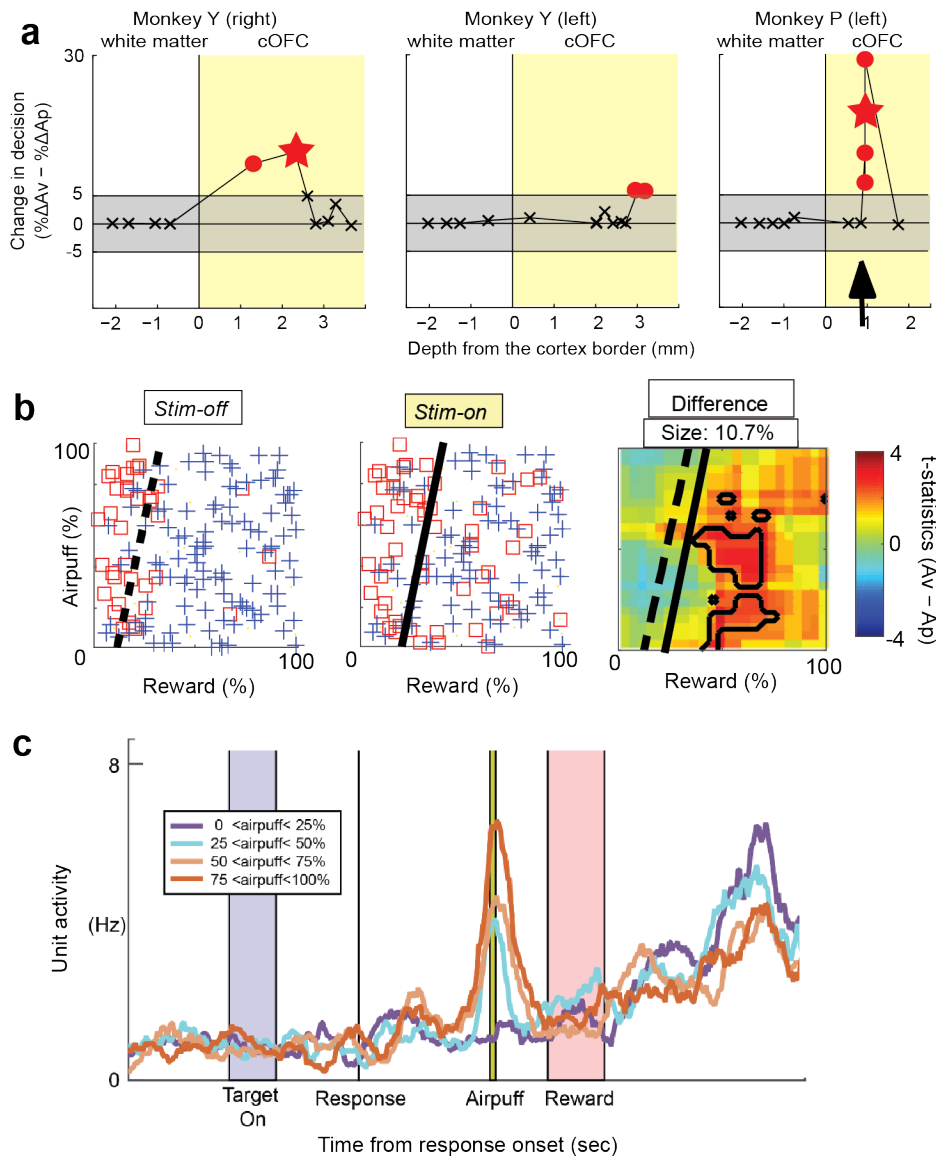 a
Monkey Y (right)
white matter cOFC
Monkey Y (left)
white matter cOFC
Monkey P (left)
white matter cOFC
Change in decision
(%ΔAv − %ΔAp)
30
5
0
-5
−2 −1 0 1 2 3
−2 −1 0 1 2 3
−2 −1 0 1 2
Depth from the cortex border (mm)
b
Stim-off
Stim-on
Difference
Size: 10.7%
Airpuff (%)
100
0
100
Reward (%)
0
100
Reward (%)
0
100
Reward (%)
4
0
-4
t-statistics (Av − Ap)
c
Unit activity
(Hz)
8
0
0 <airpuff< 25%
25 <airpuff< 50%
50 <airpuff< 75%
75 <airpuff<100%
Target
On
Response
Airpuff
Reward
Time from response onset (sec)